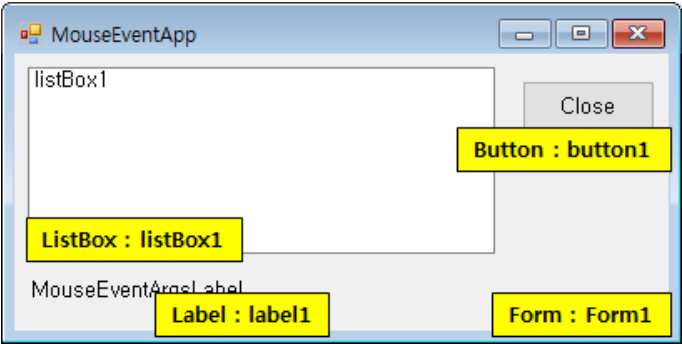 MouseEventApp
listBox1
Close
Button : button1
ListBox : listBox1
MouseEventArgsLabel
Label : label1
Form : Form1